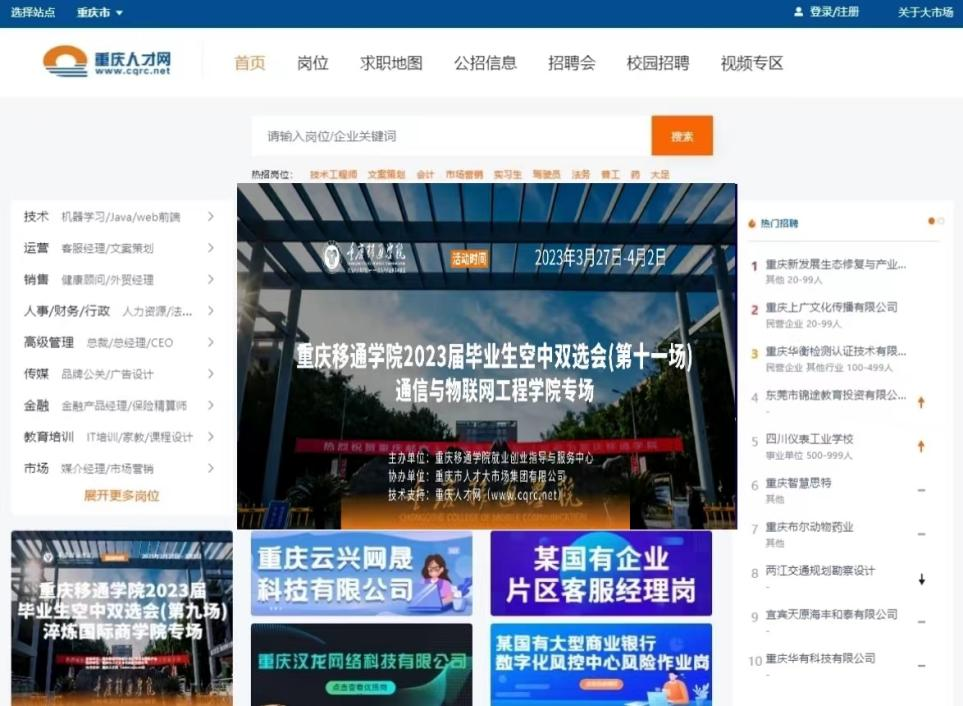 选择站点 重庆市 登录/注册 关于大市场
重庆人才网
www.cqrc.net
首页 岗位 求职地图 公招信息 招聘会 校园招聘 视频专区
请输入岗位/企业关键词 搜索
热招岗位： 技术工程师 文案策划 会计 市场营销 实习生 驾驶员 法务 普工 药 大足
技术 机器学习/Java/web前端
运营 客服经理/文案策划
销售 健康顾问/外贸经理
人事/财务/行政 人力资源/法...
高级管理 总裁/总经理/CEO
传媒 品牌公关/广告设计
金融 金融产品经理/保险精算师
教育培训 IT培训/家教/课程设计
市场 媒介经理/市场营销
展开更多岗位
重庆移通学院
活动时间 2023年3月27日-4月2日
重庆移通学院2023届毕业生空中双选会(第十一场)
通信与物联网工程学院专场
主办单位：重庆移通学院就业创业指导与服务中心
协办单位：重庆市人才大市场集团有限公司
技术支持：重庆人才网（www.cqrc.net）
热门招聘
1 重庆新发展生态修复与产业...
其他 20-99人
2 重庆上广文化传播有限公司
民营企业 20-99人
3 重庆华衡检测认证技术有限...
民营企业 其他行业 100-499人
4 东莞市锦途教育投资有限公...
-
5 四川仪表工业学校
事业单位 500-999人
6 重庆智慧思特
其他
7 重庆布尔动物药业
其他
8 两江交通规划勘察设计
-
9 宜宾天原海丰和泰有限公司
-
10 重庆华有科技有限公司
-
重庆移通学院2023届
毕业生空中双选会(第九场)
淬炼国际商学院专场
重庆云兴网晟
科技有限公司
某国有企业
片区客服经理岗
重庆汉龙网络科技有限公司
点击查看优质岗
某国有大型商业银行
数字化风控中心风险作业岗